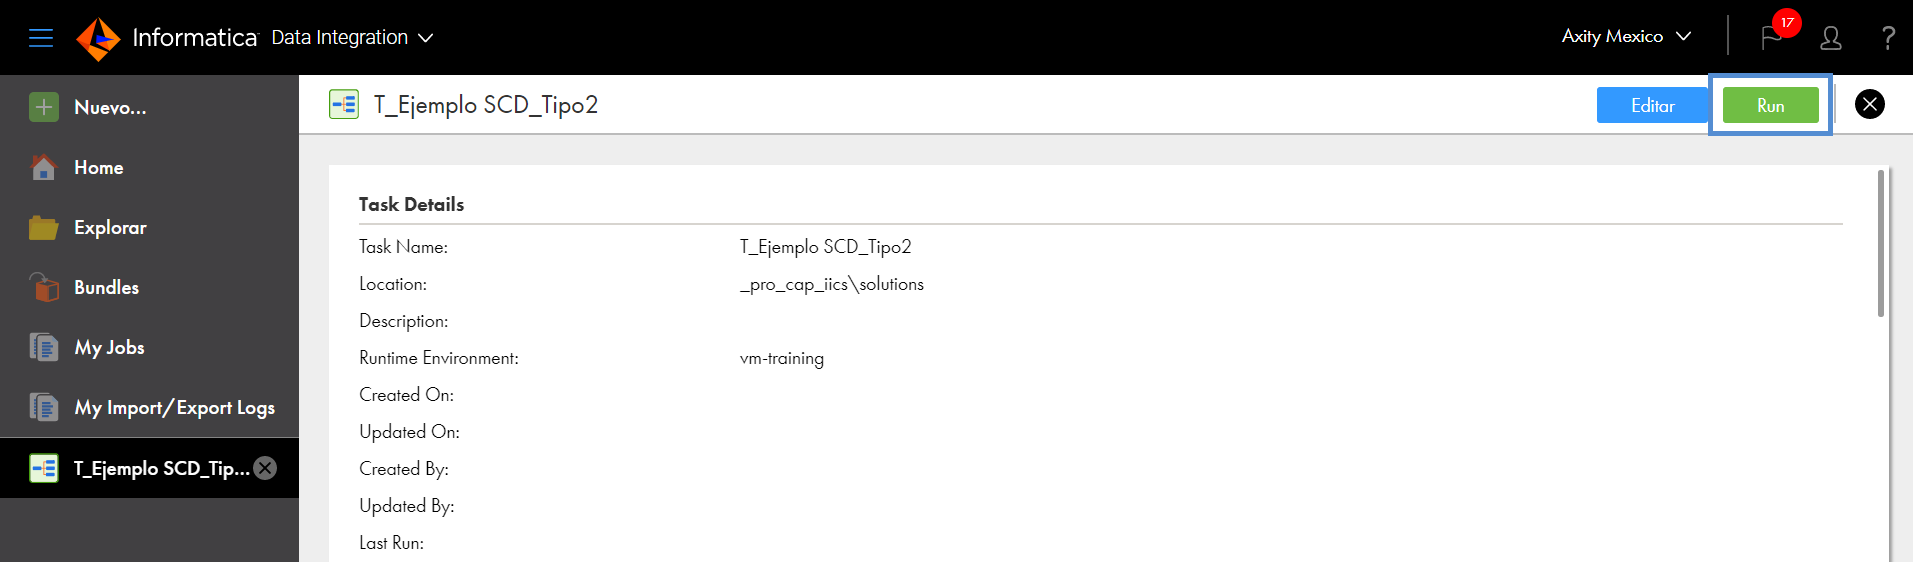 Informatica Data Integration
Axity Mexico
17
?
Nuevo...
Home
Explorar
Bundles
My Jobs
My Import/Export Logs
T_Ejemplo SCD_Tip...
T_Ejemplo SCD_Tipo2
Editar
Run
Task Details
Task Name: T_Ejemplo SCD_Tipo2
Location: _pro_cap_iics\solutions
Description:
Runtime Environment: vm-training
Created On:
Updated On:
Created By:
Updated By:
Last Run: